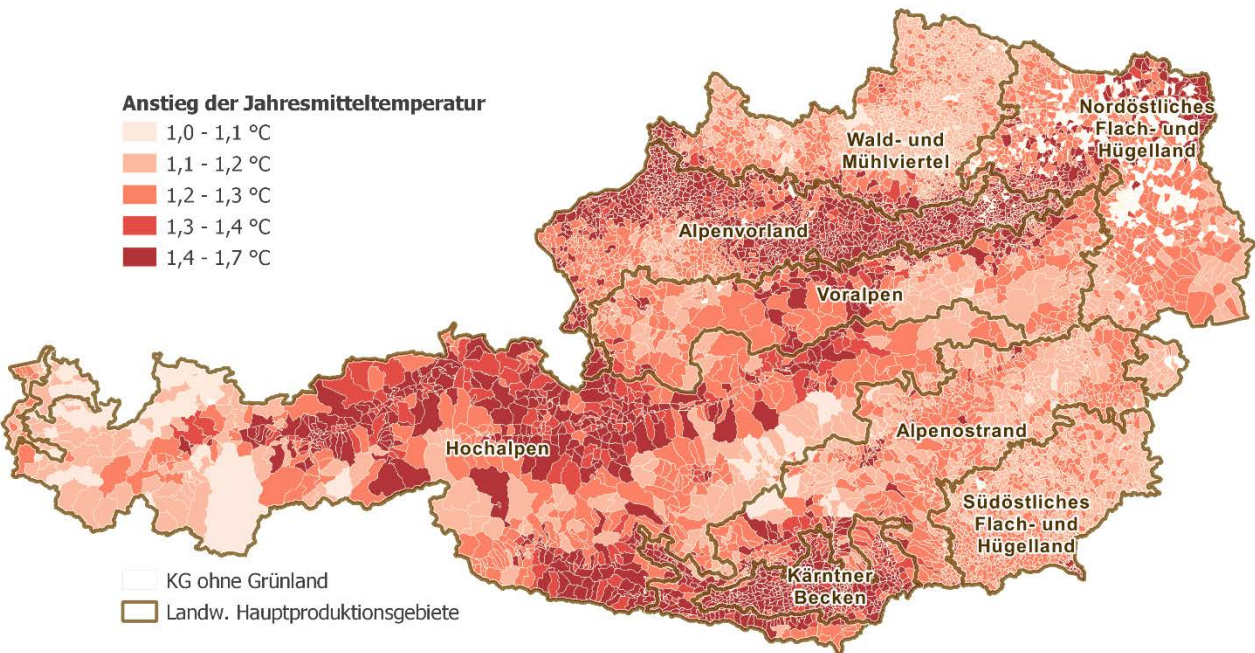 Anstieg der Jahresmitteltemperatur
1,0 - 1,1 °C
1,1 - 1,2 °C
1,2 - 1,3 °C
1,3 - 1,4 °C
1,4 - 1,7 °C
Nordöstliches
Flach- und
Hügelland
Wald- und
Mühlviertel
Alpenvorland
Voralpen
Hochalpen
Alpenostrand
Südöstliches
Flach- und
Hügelland
Kärntner
Becken
KG ohne Grünland
Landw. Hauptproduktionsgebiete